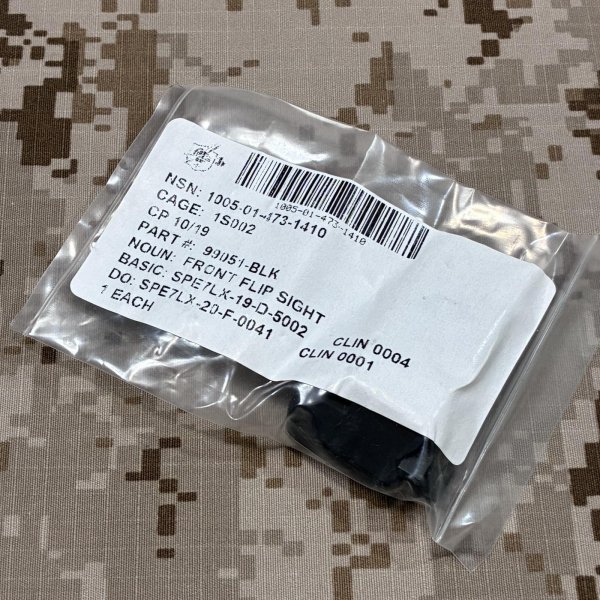 1005-01-473-1410
NSN: 1005-01-473-1410
CAGE: 1S002
CP 10/19
PART #: 99051-BLK
NOUN: FRONT FLIP SIGHT
BASIC: SPE7LX-19-D-5002 CLIN 0004
DO: SPE7LX-20-F-0041 CLIN 0001
1 EACH